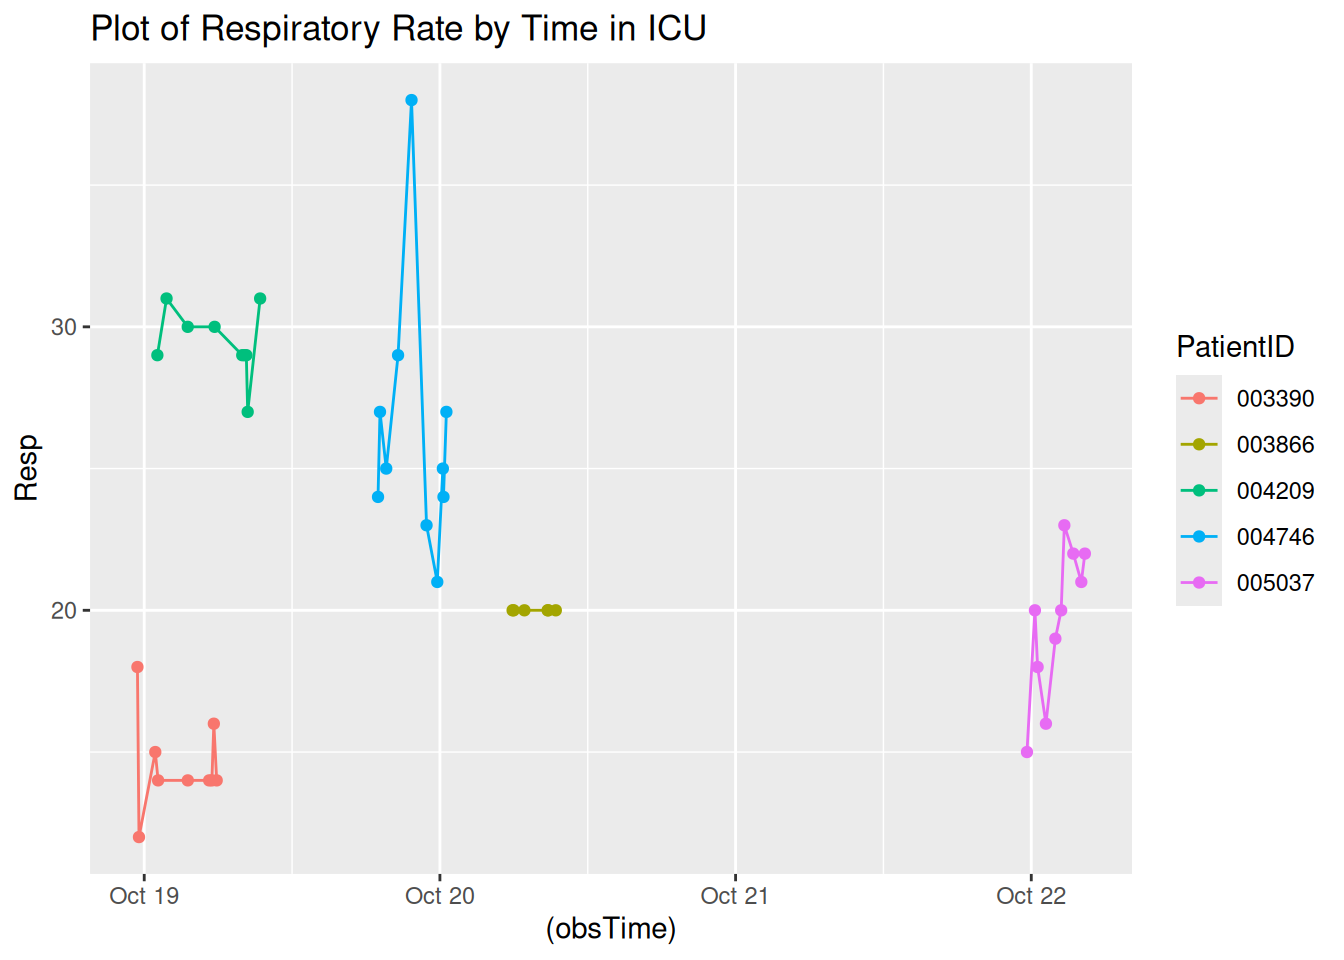 Plot of Respiratory Rate by Time in ICU
Resp
30
20
Oct 19
Oct 20
Oct 21
Oct 22
(obsTime)
PatientID
003390
003866
004209
004746
005037